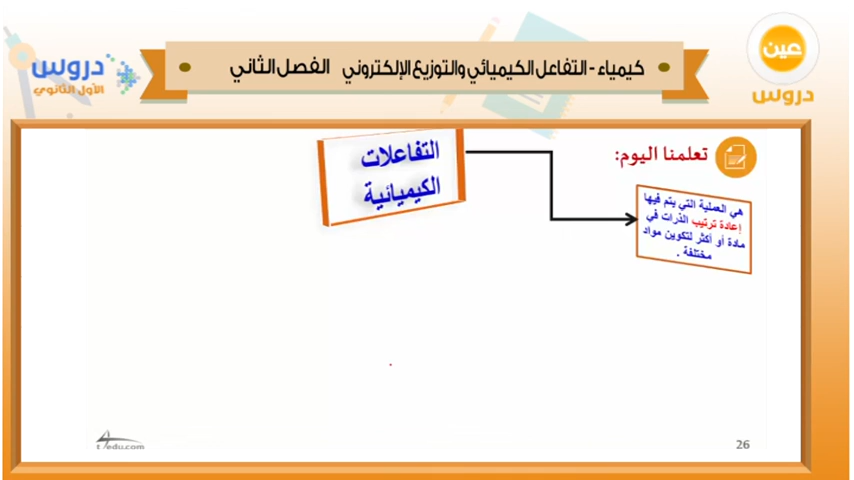 عين
دروس
كيمياء - التفاعل الكيميائي والتوزيع الإلكتروني الفصل الثاني
دروس
الأول الثانوي
تعلمنا اليوم:
التفاعلات
الكيميائية
هي العملية التي يتم فيها
إعادة ترتيب الذرات في
مادة أو أكثر لتكوين مواد
مختلفة .
t4edu.com
26